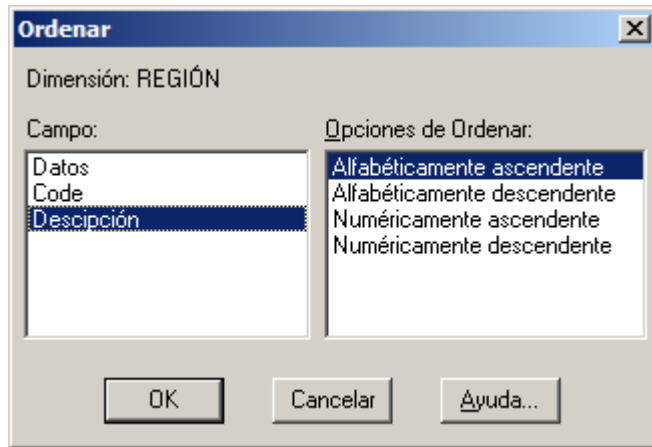 Ordenar
Dimensión: REGIÓN
Campo:
Datos
Code
Descipción
Opciones de Ordenar:
Alfabéticamente ascendente
Alfabéticamente descendente
Numéricamente ascendente
Numéricamente descendente
OK
Cancelar
Ayuda...